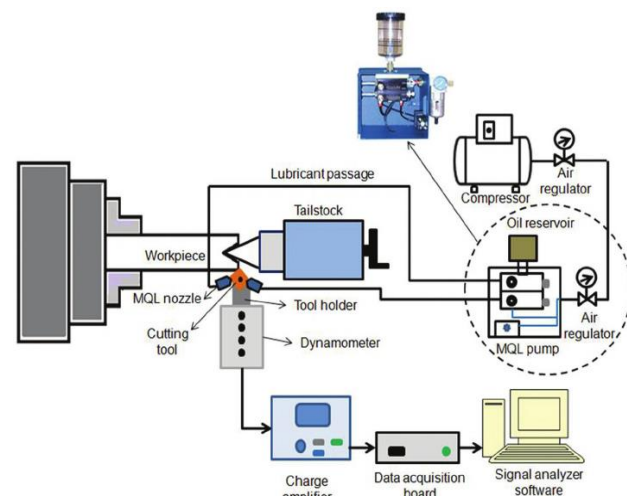 Lubricant passage
Compressor
Air
regulator
Oil reservoir
Tailstock
Workpiece
MQL nozzle
Tool holder
Cutting
tool
Dynamometer
MQL pump
Air
regulator
Charge
amplifier
Data acquisition
board
Signal analyzer
software